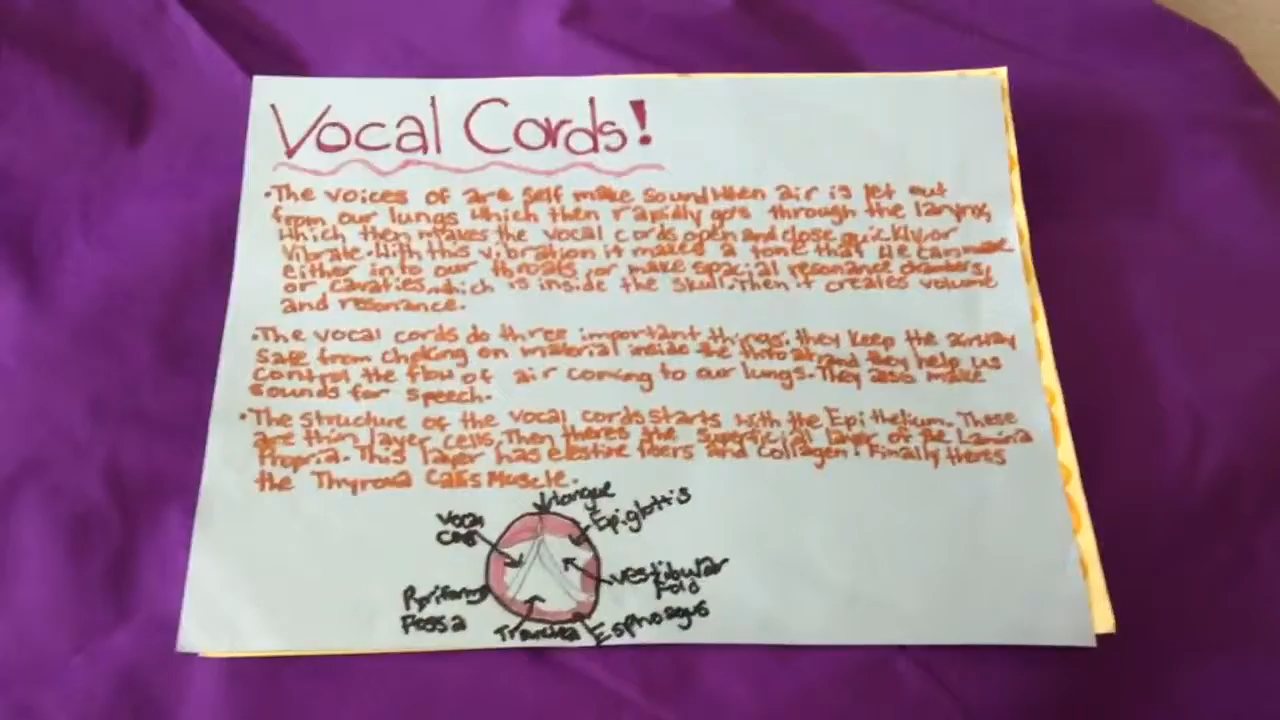 Vocal Cords!
•The voices of are self make sound when air is let out
from our lungs which then rapidly goes through the larynx,
which then makes the vocal cords open and close quickly or
Vibrate. With this vibration it makes a tone that we can make
either into our throats or make spacial resonance chambers,
or cavaties, which is inside the skull. Then it creates volume
and resonance.
•The vocal cords do three important things. they keep the airway
safe from choking on material inside the throat and they help us
control the flow of air coming to our lungs. They also make
sounds for speech.
•The structure of the vocal cords starts with the Epithelium. These
are thin layer cells. Then theres the superficial layer of the Lamina
Propria. This layer has elastine fibers and Collagen. Finally theres
the Thyroxa Calis Muscle.
tongue
Vocal
Epiglottis
Vestibular
Fold
Pyriform
Fossa
Esphoagus